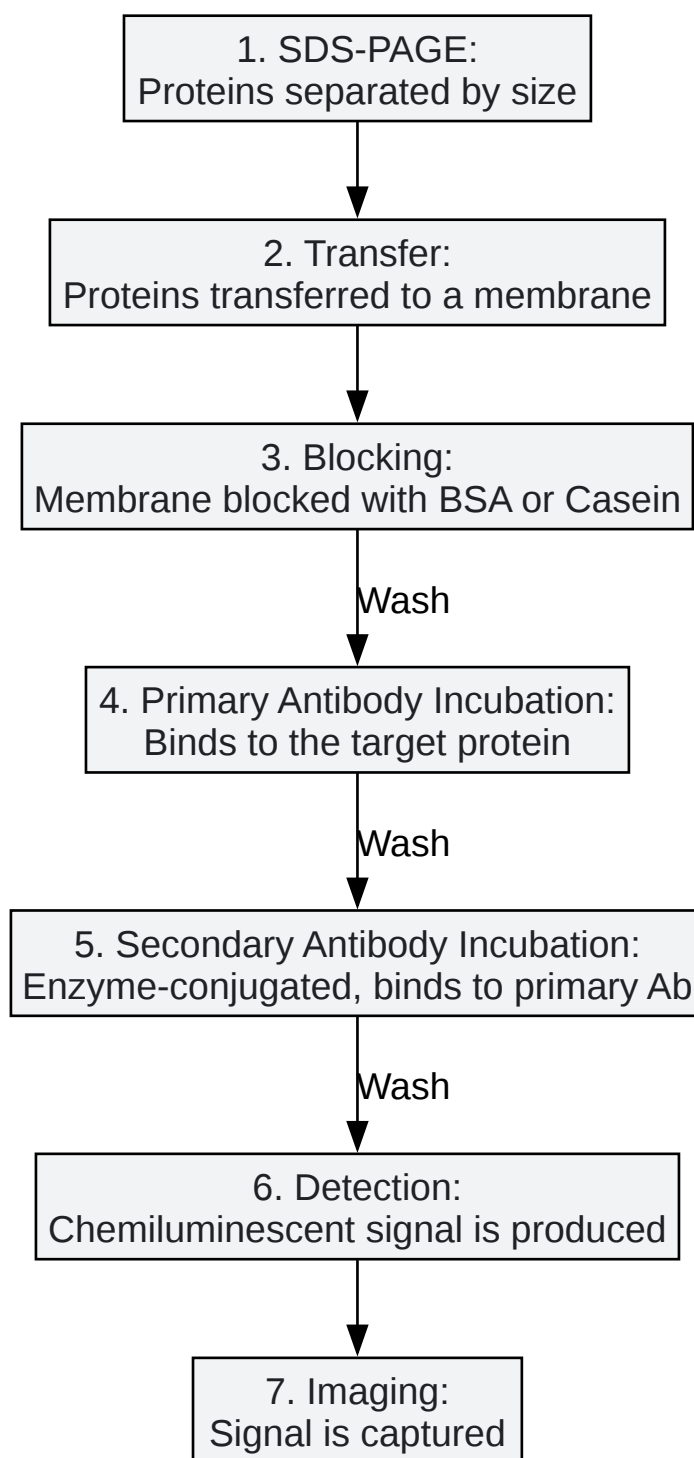 1. SDS-PAGE:
Proteins separated by size
2. Transfer:
Proteins transferred to a membrane
3. Blocking:
Membrane blocked with BSA or Casein
Wash
4. Primary Antibody Incubation:
Binds to the target protein
Wash
5. Secondary Antibody Incubation:
Enzyme-conjugated, binds to primary Ab
Wash
6. Detection:
Chemiluminescent signal is produced
7. Imaging:
Signal is captured